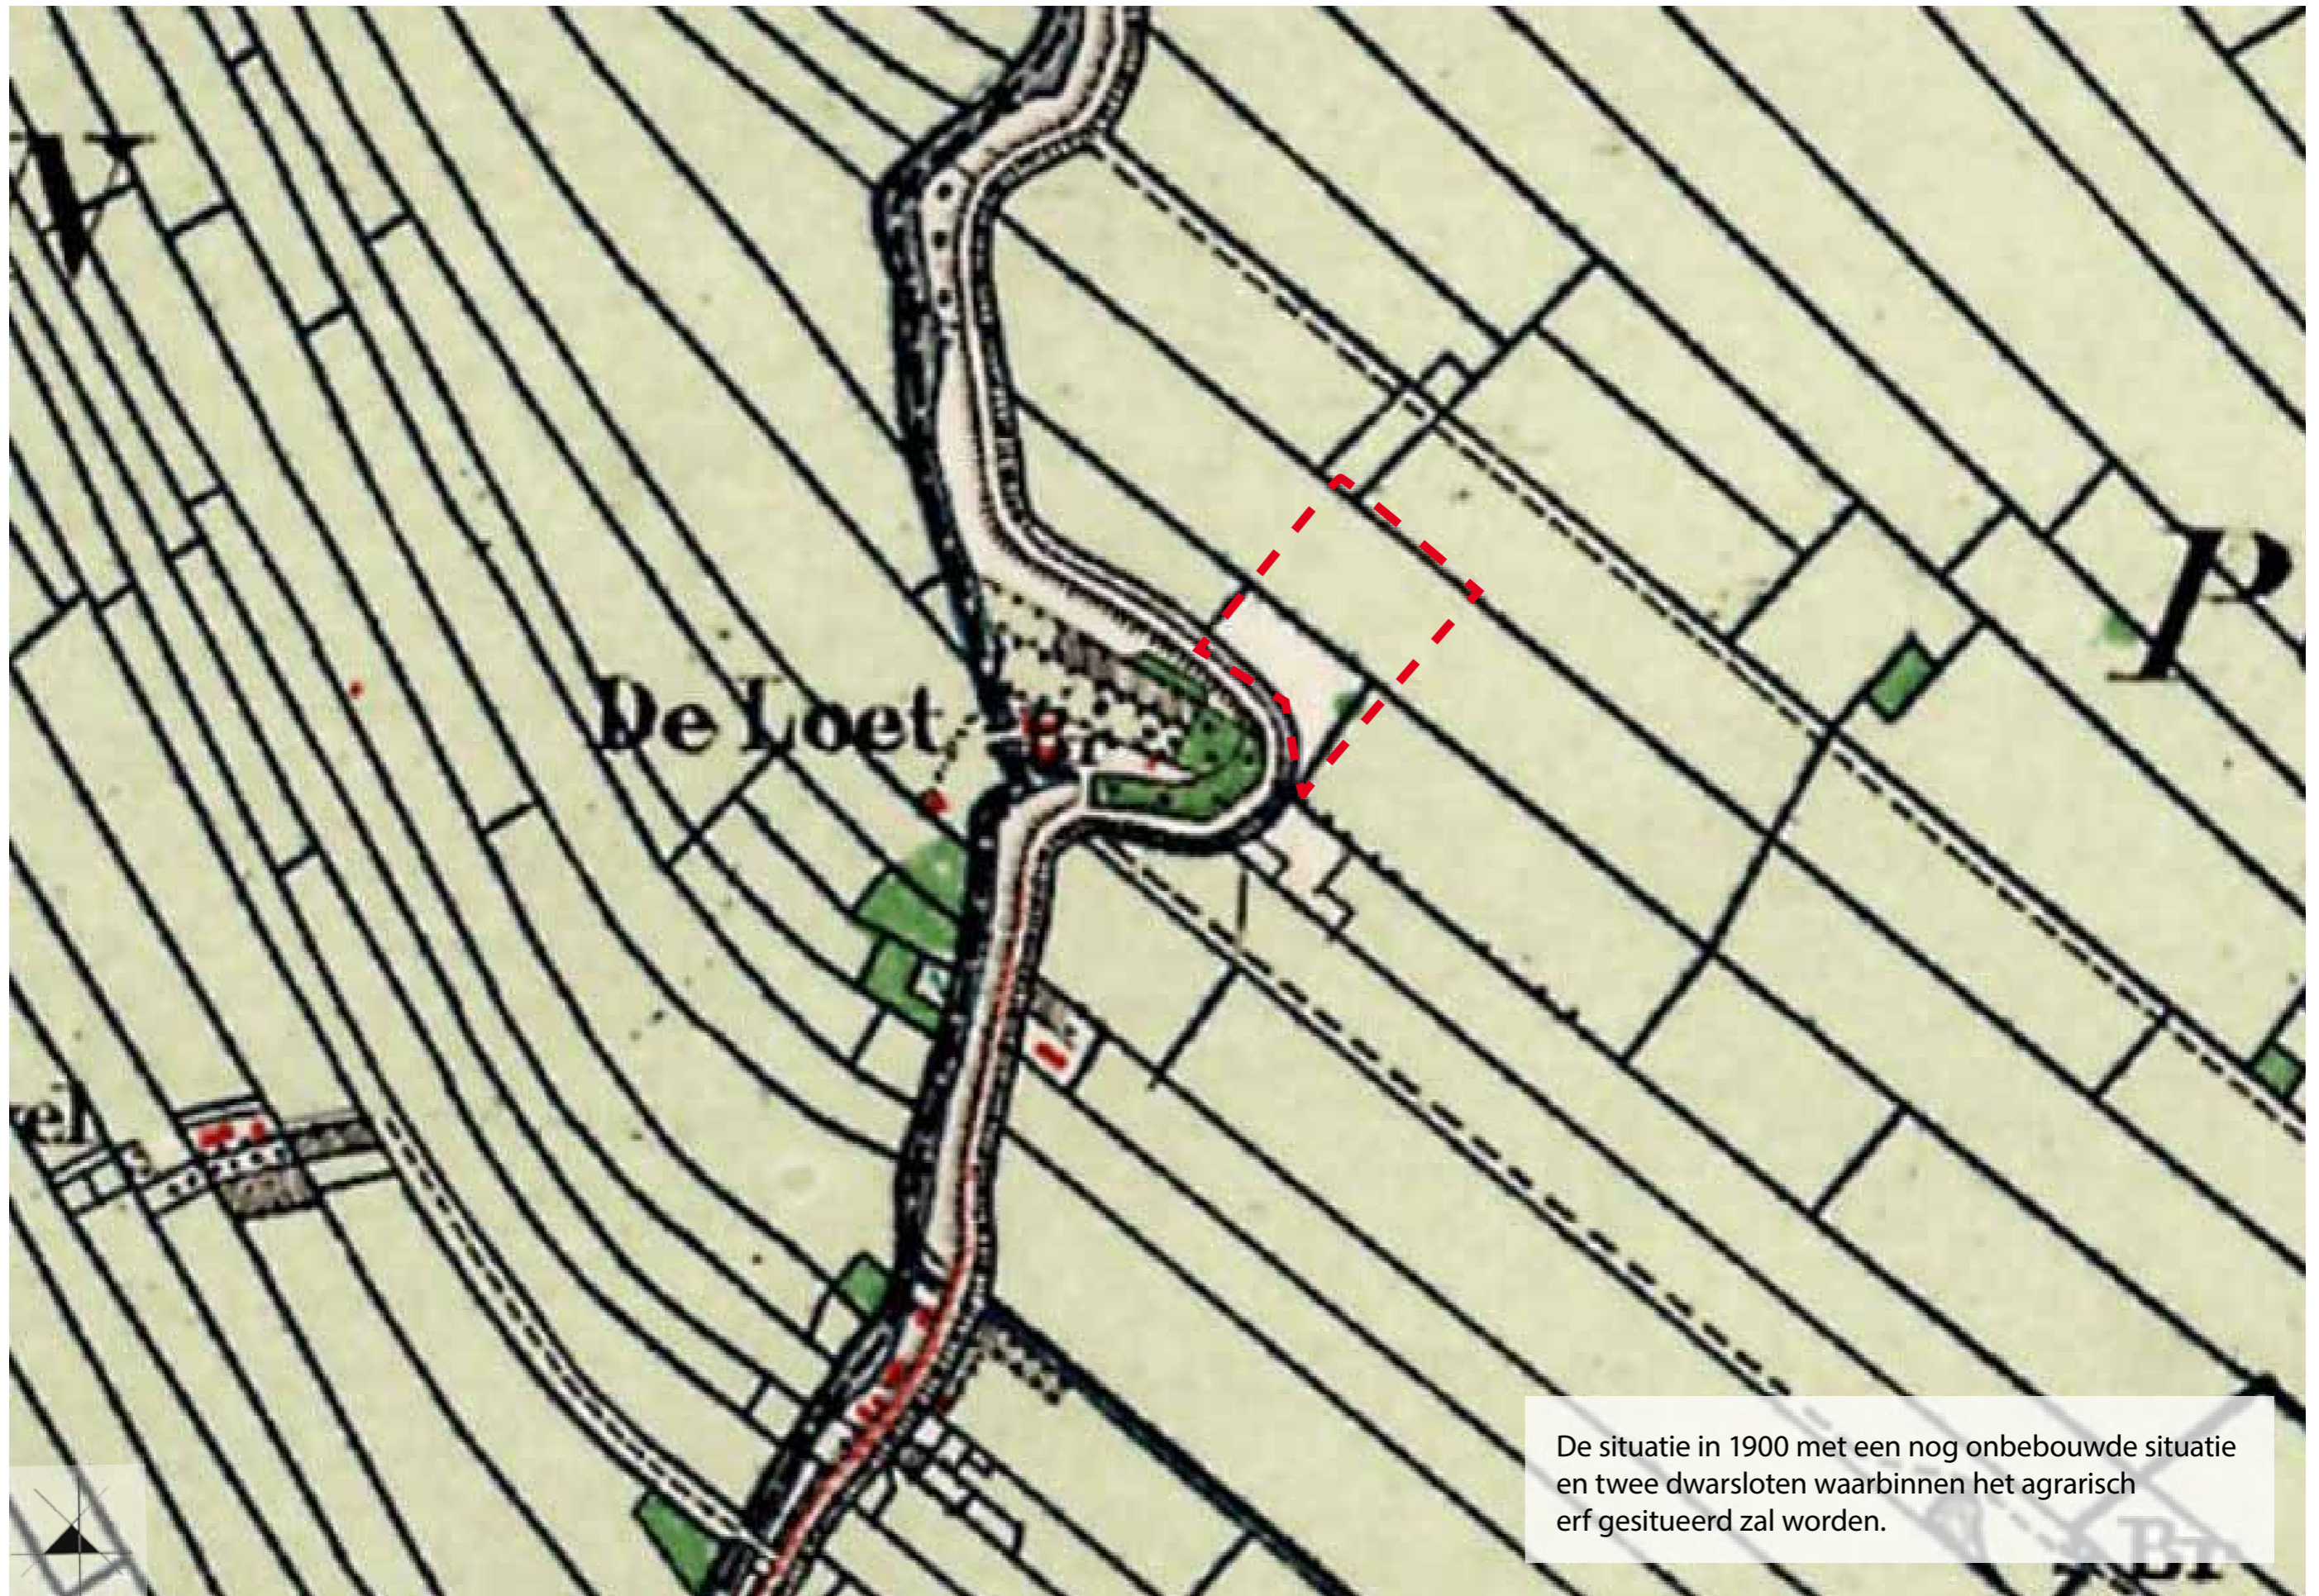 V
P
De Loet
el
De situatie in 1900 met een nog onbebouwde situatie
en twee dwarsloten waarbinnen het agrarisch
erf gesitueerd zal worden.